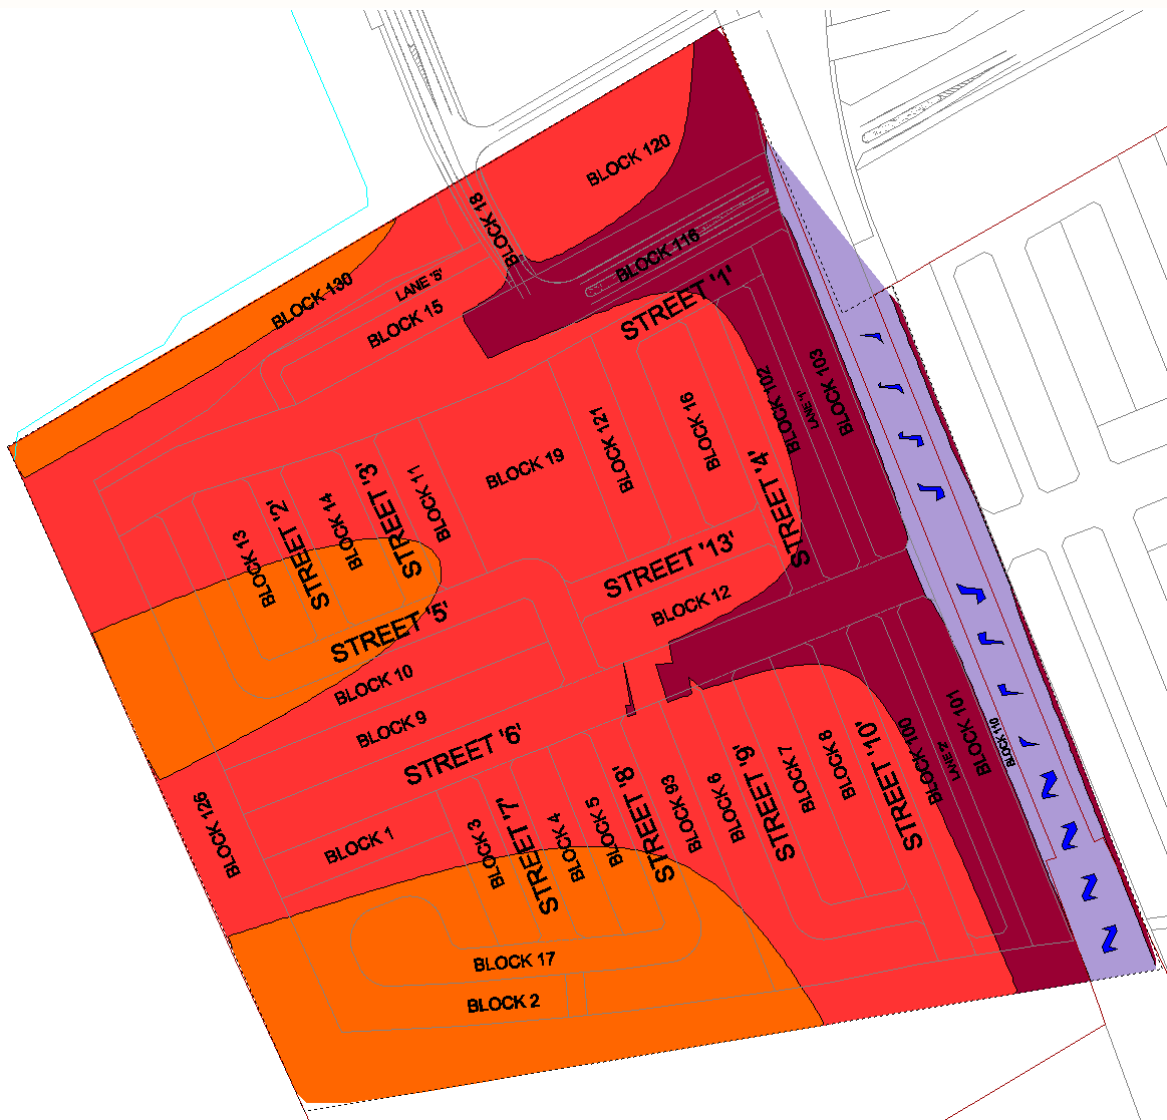 BLOCK 120
BLOCK 18
BLOCK 116
BLOCK 130
LANE '5'
BLOCK 15
STREET '1'
BLOCK 102
LANE '1'
BLOCK 103
BLOCK 16
BLOCK 121
BLOCK 19
STREET '4'
STREET '3'
BLOCK 11
BLOCK 14
STREET '2'
BLOCK 13
STREET '13'
BLOCK 12
STREET '5'
BLOCK 10
BLOCK 9
STREET '6'
BLOCK 126
BLOCK 1
BLOCK 3
STREET '7'
BLOCK 4
BLOCK 5
STREET '8'
BLOCK 93
BLOCK 6
STREET '9'
BLOCK 7
BLOCK 8
STREET '10'
BLOCK 100
LANE '2'
BLOCK 101
BLOCK 110
BLOCK 17
BLOCK 2